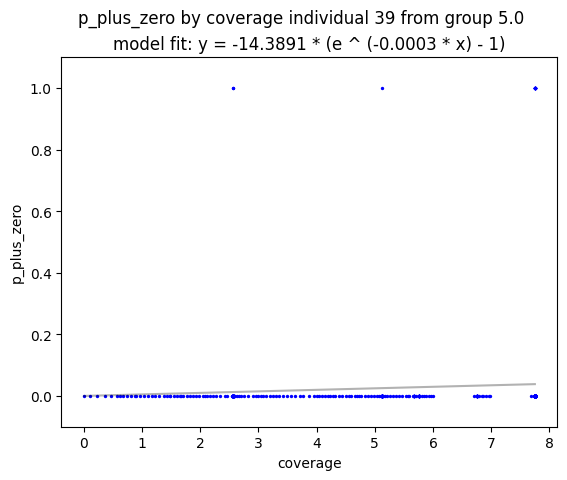 p_plus_zero by coverage individual 39 from group 5.0
model fit: y = -14.3891 * (e ^ (-0.0003 * x) - 1)
1.0
0.8
0.6
0.4
0.2
0.0
p_plus_zero
0 1 2 3 4 5 6 7 8
coverage